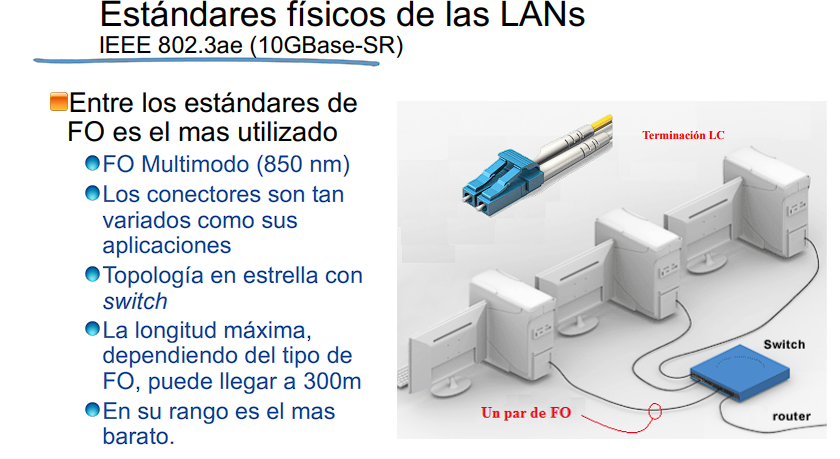 Estándares físicos de las LANs
IEEE 802.3ae (10GBase-SR)
Entre los estándares de
FO es el mas utilizado
FO Multimodo (850 nm)
Los conectores son tan
variados como sus
aplicaciones
Topología en estrella con
switch
La longitud máxima,
dependiendo del tipo de
FO, puede llegar a 300m
En su rango es el mas
barato.
Terminación LC
Switch
Un par de FO
router